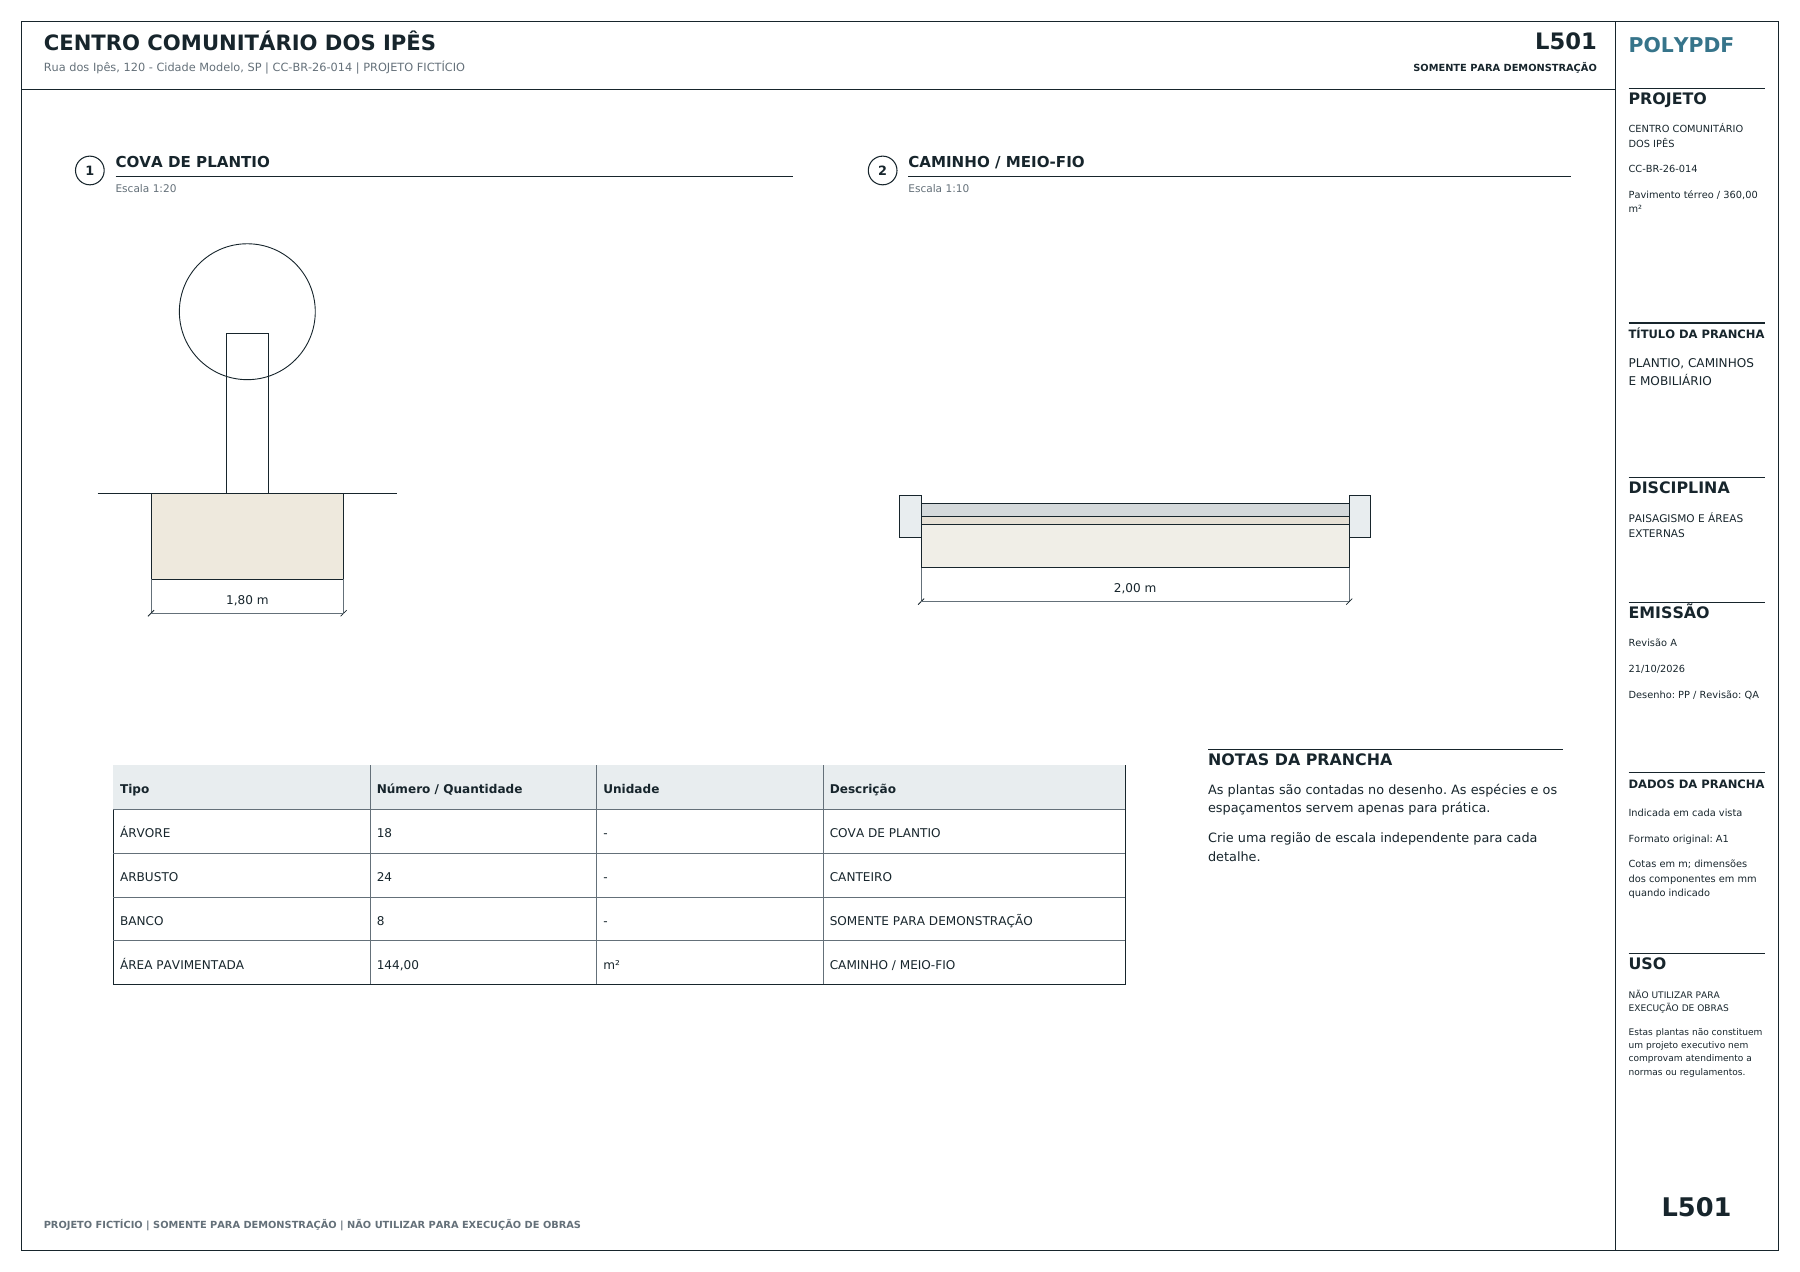 CENTRO COMUNITÁRIO DOS IPÊS
Rua dos Ipês, 120 - Cidade Modelo, SP | CC-BR-26-014 | PROJETO FICTÍCIO
L501
SOMENTE PARA DEMONSTRAÇÃO
1
COVA DE PLANTIO
Escala 1:20
1,80 m
2
CAMINHO / MEIO-FIO
Escala 1:10
2,00 m
Tipo Número / Quantidade Unidade Descrição
ÁRVORE 18 - COVA DE PLANTIO
ARBUSTO 24 - CANTEIRO
BANCO 8 - SOMENTE PARA DEMONSTRAÇÃO
ÁREA PAVIMENTADA 144,00 m² CAMINHO / MEIO-FIO
NOTAS DA PRANCHA
As plantas são contadas no desenho. As espécies e os
espaçamentos servem apenas para prática.
Crie uma região de escala independente para cada
detalhe.
PROJETO FICTÍCIO | SOMENTE PARA DEMONSTRAÇÃO | NÃO UTILIZAR PARA EXECUÇÃO DE OBRAS
POLYPDF
PROJETO
CENTRO COMUNITÁRIO
DOS IPÊS
CC-BR-26-014
Pavimento térreo / 360,00
m²
TÍTULO DA PRANCHA
PLANTIO, CAMINHOS
E MOBILIÁRIO
DISCIPLINA
PAISAGISMO E ÁREAS
EXTERNAS
EMISSÃO
Revisão A
21/10/2026
Desenho: PP / Revisão: QA
DADOS DA PRANCHA
Indicada em cada vista
Formato original: A1
Cotas em m; dimensões
dos componentes em mm
quando indicado
USO
NÃO UTILIZAR PARA
EXECUÇÃO DE OBRAS
Estas plantas não constituem
um projeto executivo nem
comprovam atendimento a
normas ou regulamentos.
L501